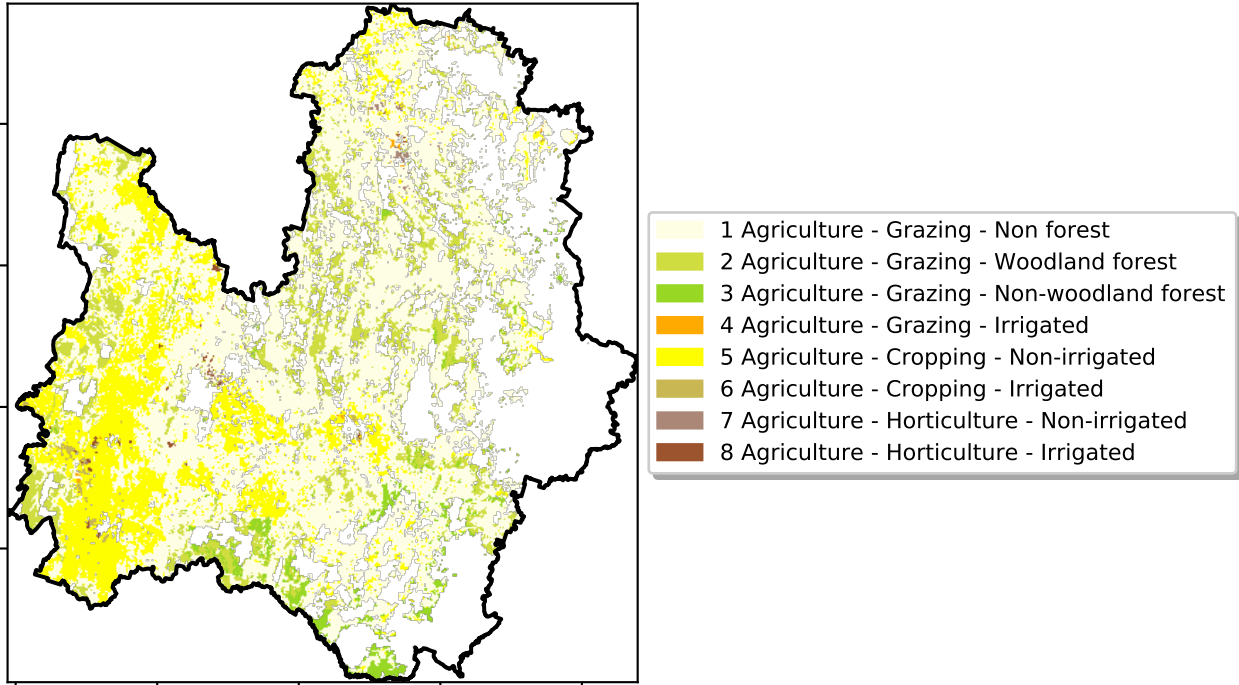 1 Agriculture - Grazing - Non forest
2 Agriculture - Grazing - Woodland forest
3 Agriculture - Grazing - Non-woodland forest
4 Agriculture - Grazing - Irrigated
5 Agriculture - Cropping - Non-irrigated
6 Agriculture - Cropping - Irrigated
7 Agriculture - Horticulture - Non-irrigated
8 Agriculture - Horticulture - Irrigated